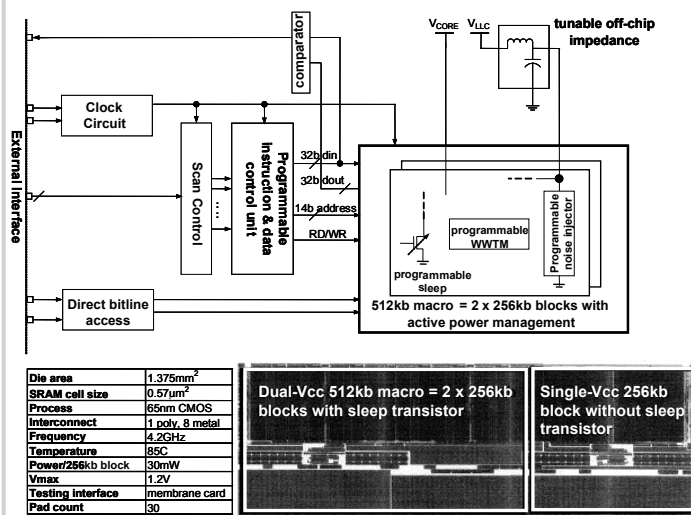 V_CORE V_LLC
tunable off-chip
impedance
comparator
Clock
Circuit
External Interface
Scan Control
Programmable
instruction & data
control unit
32b din
32b dout
14b address
RD/WR
programmable
sleep
programmable
WWTM
Programmable
noise injector
Direct bitline
access
512kb macro = 2 x 256kb blocks with
active power management
Die area 1.375mm²
SRAM cell size 0.57µm²
Process 65nm CMOS
Interconnect 1 poly, 8 metal
Frequency 4.2GHz
Temperature 85C
Power/256kb block 30mW
Vmax 1.2V
Testing interface membrane card
Pad count 30
Dual-Vcc 512kb macro = 2 x 256kb
blocks with sleep transistor
Single-Vcc 256kb
block without sleep
transistor